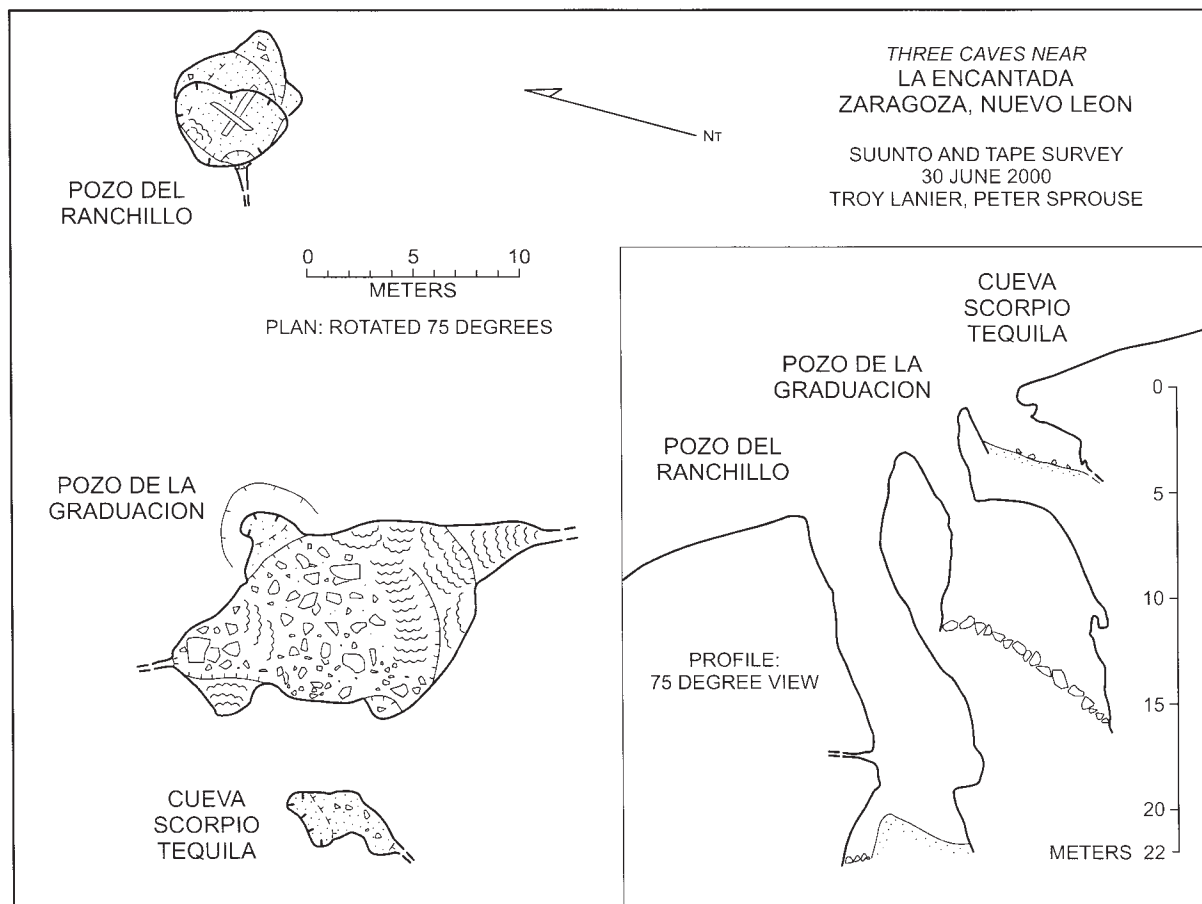 THREE CAVES NEAR
LA ENCANTADA
ZARAGOZA, NUEVO LEON
SUUNTO AND TAPE SURVEY
30 JUNE 2000
TROY LANIER, PETER SPROUSE
NT
POZO DEL
RANCHILLO
0 5 10
METERS
PLAN: ROTATED 75 DEGREES
POZO DE LA
GRADUACION
CUEVA
SCORPIO
TEQUILA
CUEVA
SCORPIO
TEQUILA
POZO DE LA
GRADUACION
POZO DEL
RANCHILLO
PROFILE:
75 DEGREE VIEW
0
5
10
15
20
METERS 22